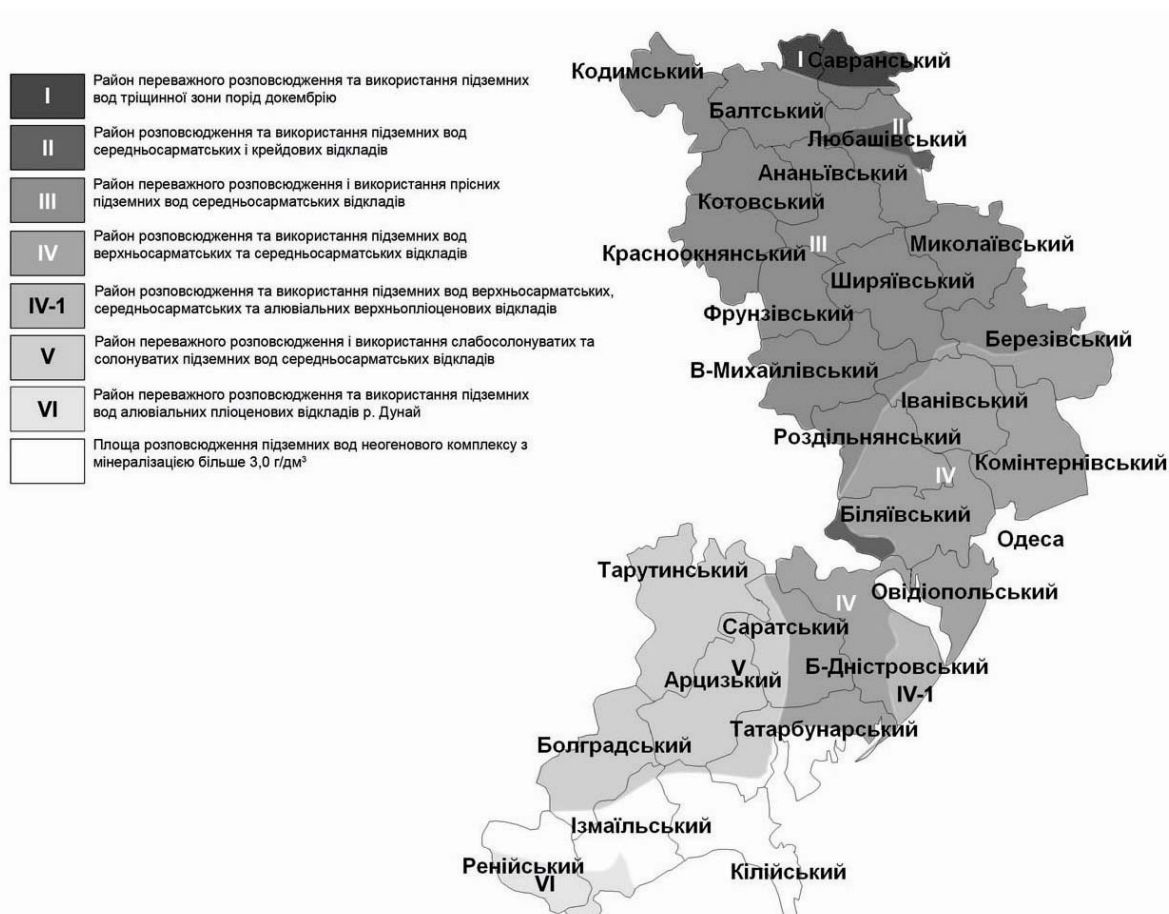 I
Район переважного розповсюдження та використання підземних
вод тріщинної зони порід докембрію
II
Район розповсюдження та використання підземних вод
середньосарматських і крейдових відкладів
III
Район переважного розповсюдження і використання прісних
підземних вод середньосарматських відкладів
IV
Район розповсюдження та використання підземних вод
верхньосарматських та середньосарматських відкладів
IV-1
Район розповсюдження та використання підземних вод верхньосарматських,
середньосарматських та алювіальних верхньопліоценових відкладів
V
Район переважного розповсюдження і використання слабосолонуватих та
солонуватих підземних вод середньосарматських відкладів
VI
Район переважного розповсюдження та використання підземних
вод алювіальних пліоценових відкладів р. Дунай
Площа розповсюдження підземних вод неогенового комплексу з
мінералізацією більше 3,0 г/дм³
I
Савранський
Кодимський
Балтський
II
Любашівський
Ананьївський
Котовський
III
Миколаївський
Красноокнянський
Ширяївський
Фрунзівський
Березівський
В-Михайлівський
Іванівський
Роздільнянський
IV
Комінтернівський
Біляївський
Одеса
Тарутинський
Овідіопольський
IV
Саратський
V
Арцизький
Б-Дністровський
IV-1
Татарбунарський
Болградський
Ізмаїльський
Ренійський
VI
Кілійський